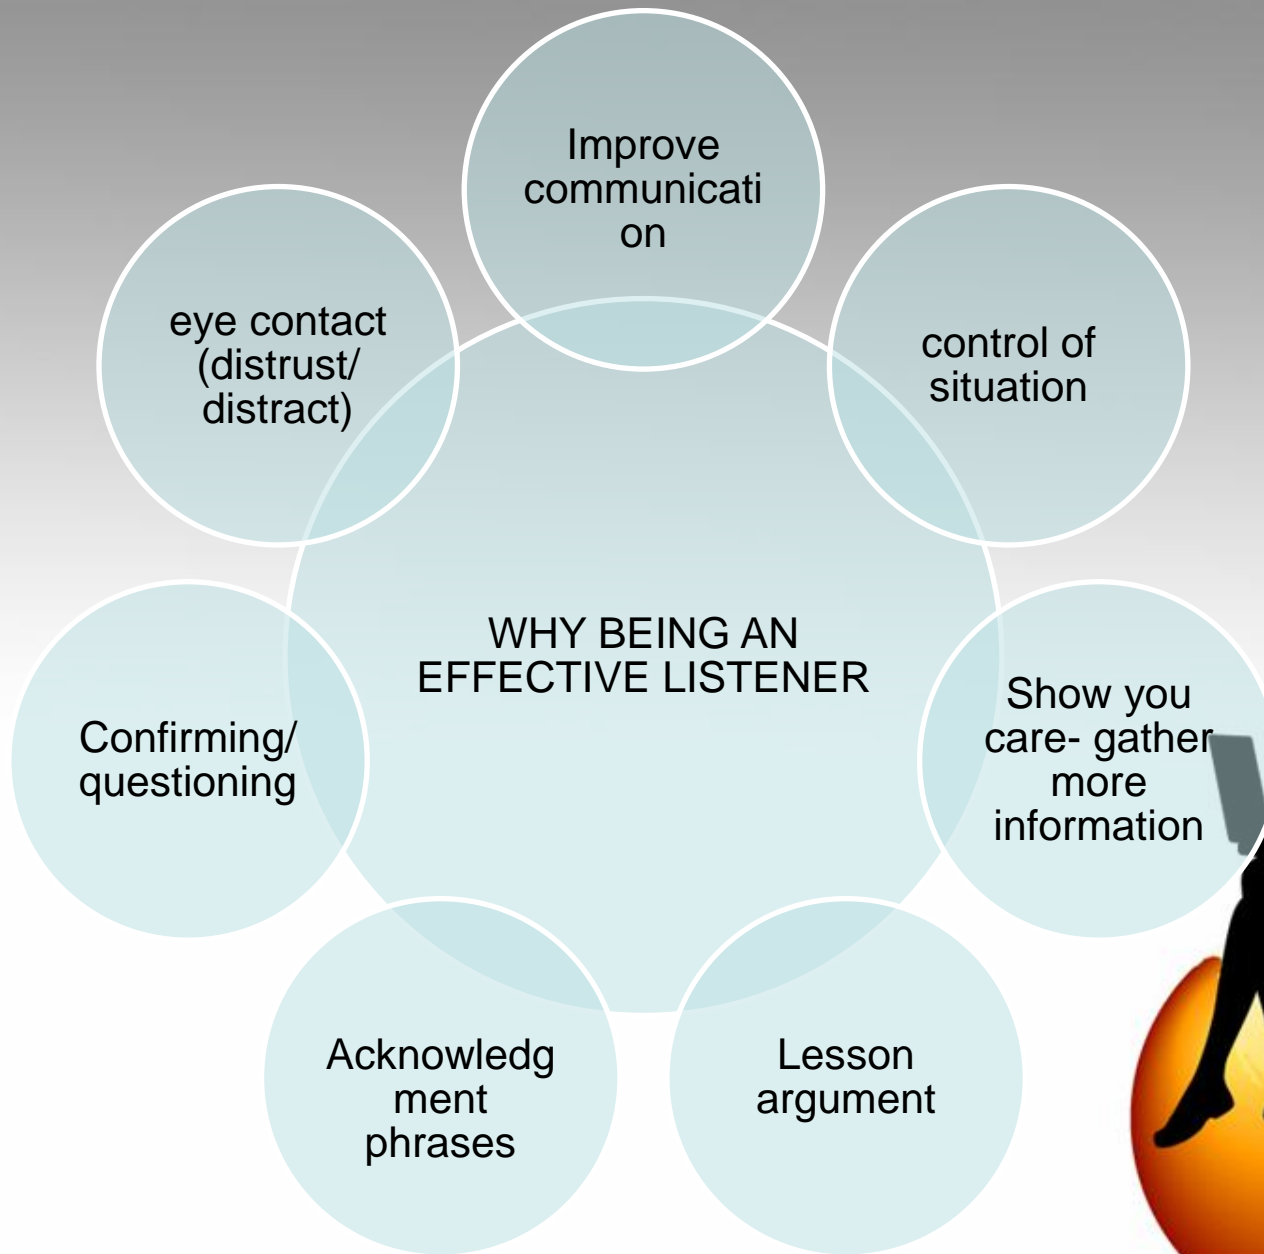 Improve
communicati
on
control of
situation
Show you
care- gather
more
information
Lesson
argument
Acknowledg
ment
phrases
Confirming/
questioning
eye contact
(distrust/
distract)
WHY BEING AN
EFFECTIVE LISTENER